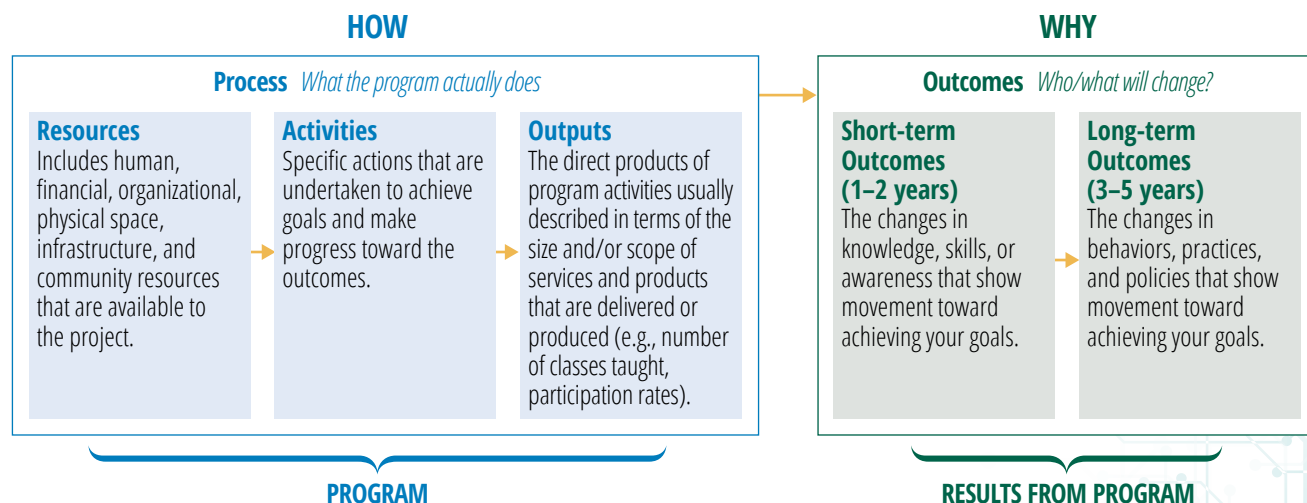 HOW
Process What the program actually does
Resources
Includes human,
financial, organizational,
physical space,
infrastructure, and
community resources
that are available to
the project.
Activities
Specific actions that are
undertaken to achieve
goals and make
progress toward the
outcomes.
Outputs
The direct products of
program activities usually
described in terms of the
size and/or scope of
services and products
that are delivered or
produced (e.g., number
of classes taught,
participation rates).
PROGRAM
WHY
Outcomes Who/what will change?
Short-term
Outcomes
(1–2 years)
The changes in
knowledge, skills, or
awareness that show
movement toward
achieving your goals.
Long-term
Outcomes
(3–5 years)
The changes in
behaviors, practices,
and policies that show
movement toward
achieving your goals.
RESULTS FROM PROGRAM